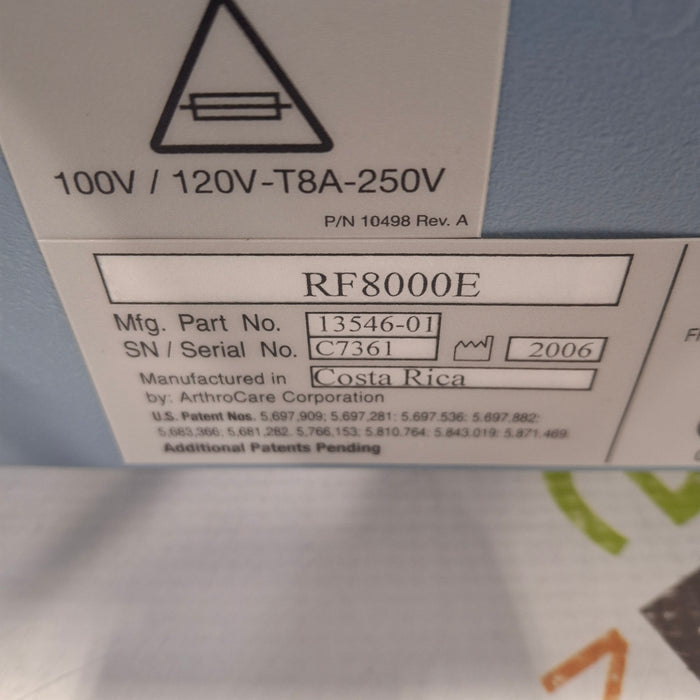 100V / 120V-T8A-250V
P/N 10498 Rev. A
RF8000E
Mfg. Part No. 13546-01
SN / Serial No. C7361 2006
Manufactured in Costa Rica
by: ArthroCare Corporation
U.S. Patent Nos. 5,697,909; 5,697,281; 5.697.536; 5.697.882;
5,683,366; 5,681,282. 5.766,153; 5.810.764; 5.843.019; 5.871.469;
Additional Patents Pending